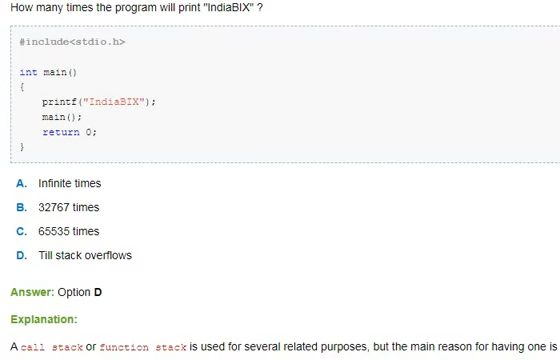 How many times the program will print "IndiaBIX" ?
#include<stdio.h>
int main()
{
printf("IndiaBIX");
main();
return 0;
}
A. Infinite times
B. 32767 times
C. 65535 times
D. Till stack overflows
Answer: Option D
Explanation:
A call stack or function stack is used for several related purposes, but the main reason for having one is